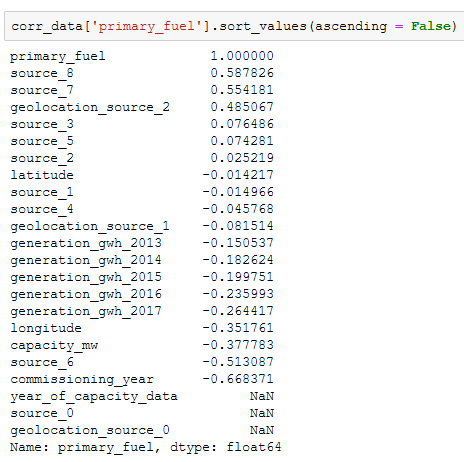 corr_data['primary_fuel'].sort_values(ascending = False)
primary_fuel 1.000000
source_8 0.587826
source_7 0.554181
geolocation_source_2 0.485067
source_3 0.076486
source_5 0.074281
source_2 0.025219
latitude -0.014217
source_1 -0.014966
source_4 -0.045768
geolocation_source_1 -0.081514
generation_gwh_2013 -0.150537
generation_gwh_2014 -0.182624
generation_gwh_2015 -0.199751
generation_gwh_2016 -0.235993
generation_gwh_2017 -0.264417
longitude -0.351761
capacity_mw -0.377783
source_6 -0.513087
commissioning_year -0.668371
year_of_capacity_data NaN
source_0 NaN
geolocation_source_0 NaN
Name: primary_fuel, dtype: float64